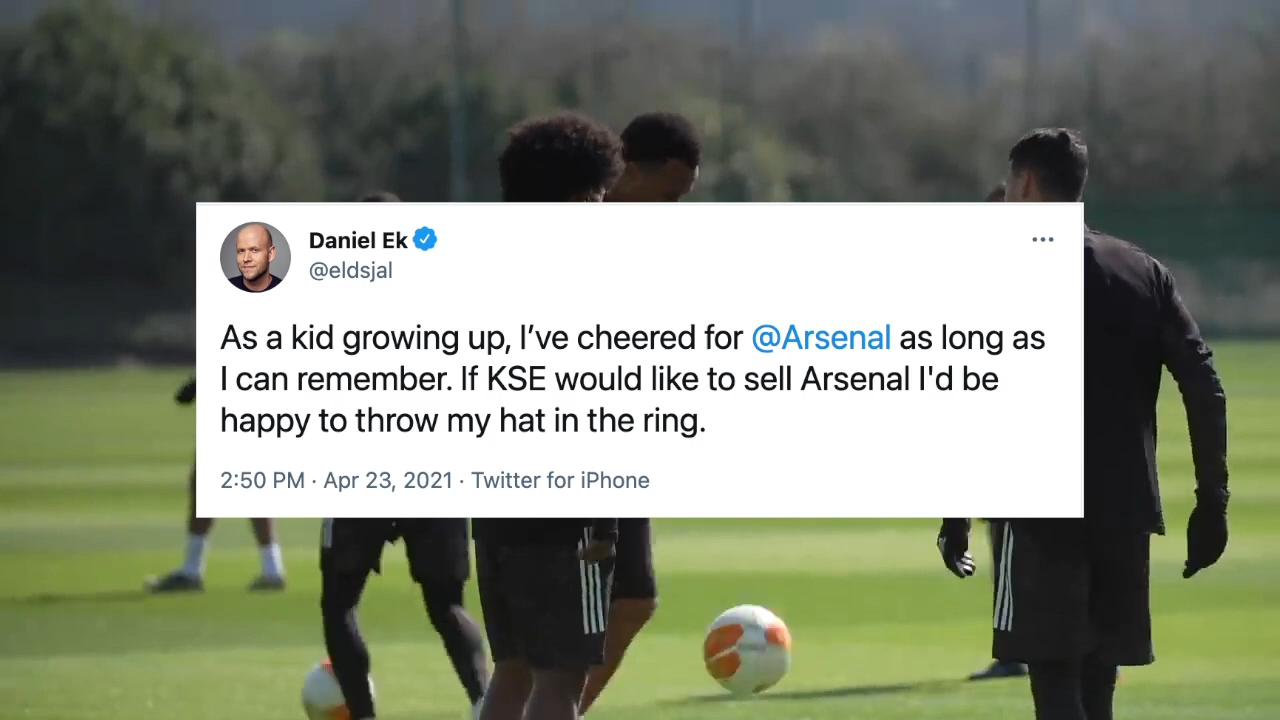 Daniel Ek
@eldsjal
As a kid growing up, I’ve cheered for @Arsenal as long as
I can remember. If KSE would like to sell Arsenal I'd be
happy to throw my hat in the ring.
2:50 PM · Apr 23, 2021 · Twitter for iPhone